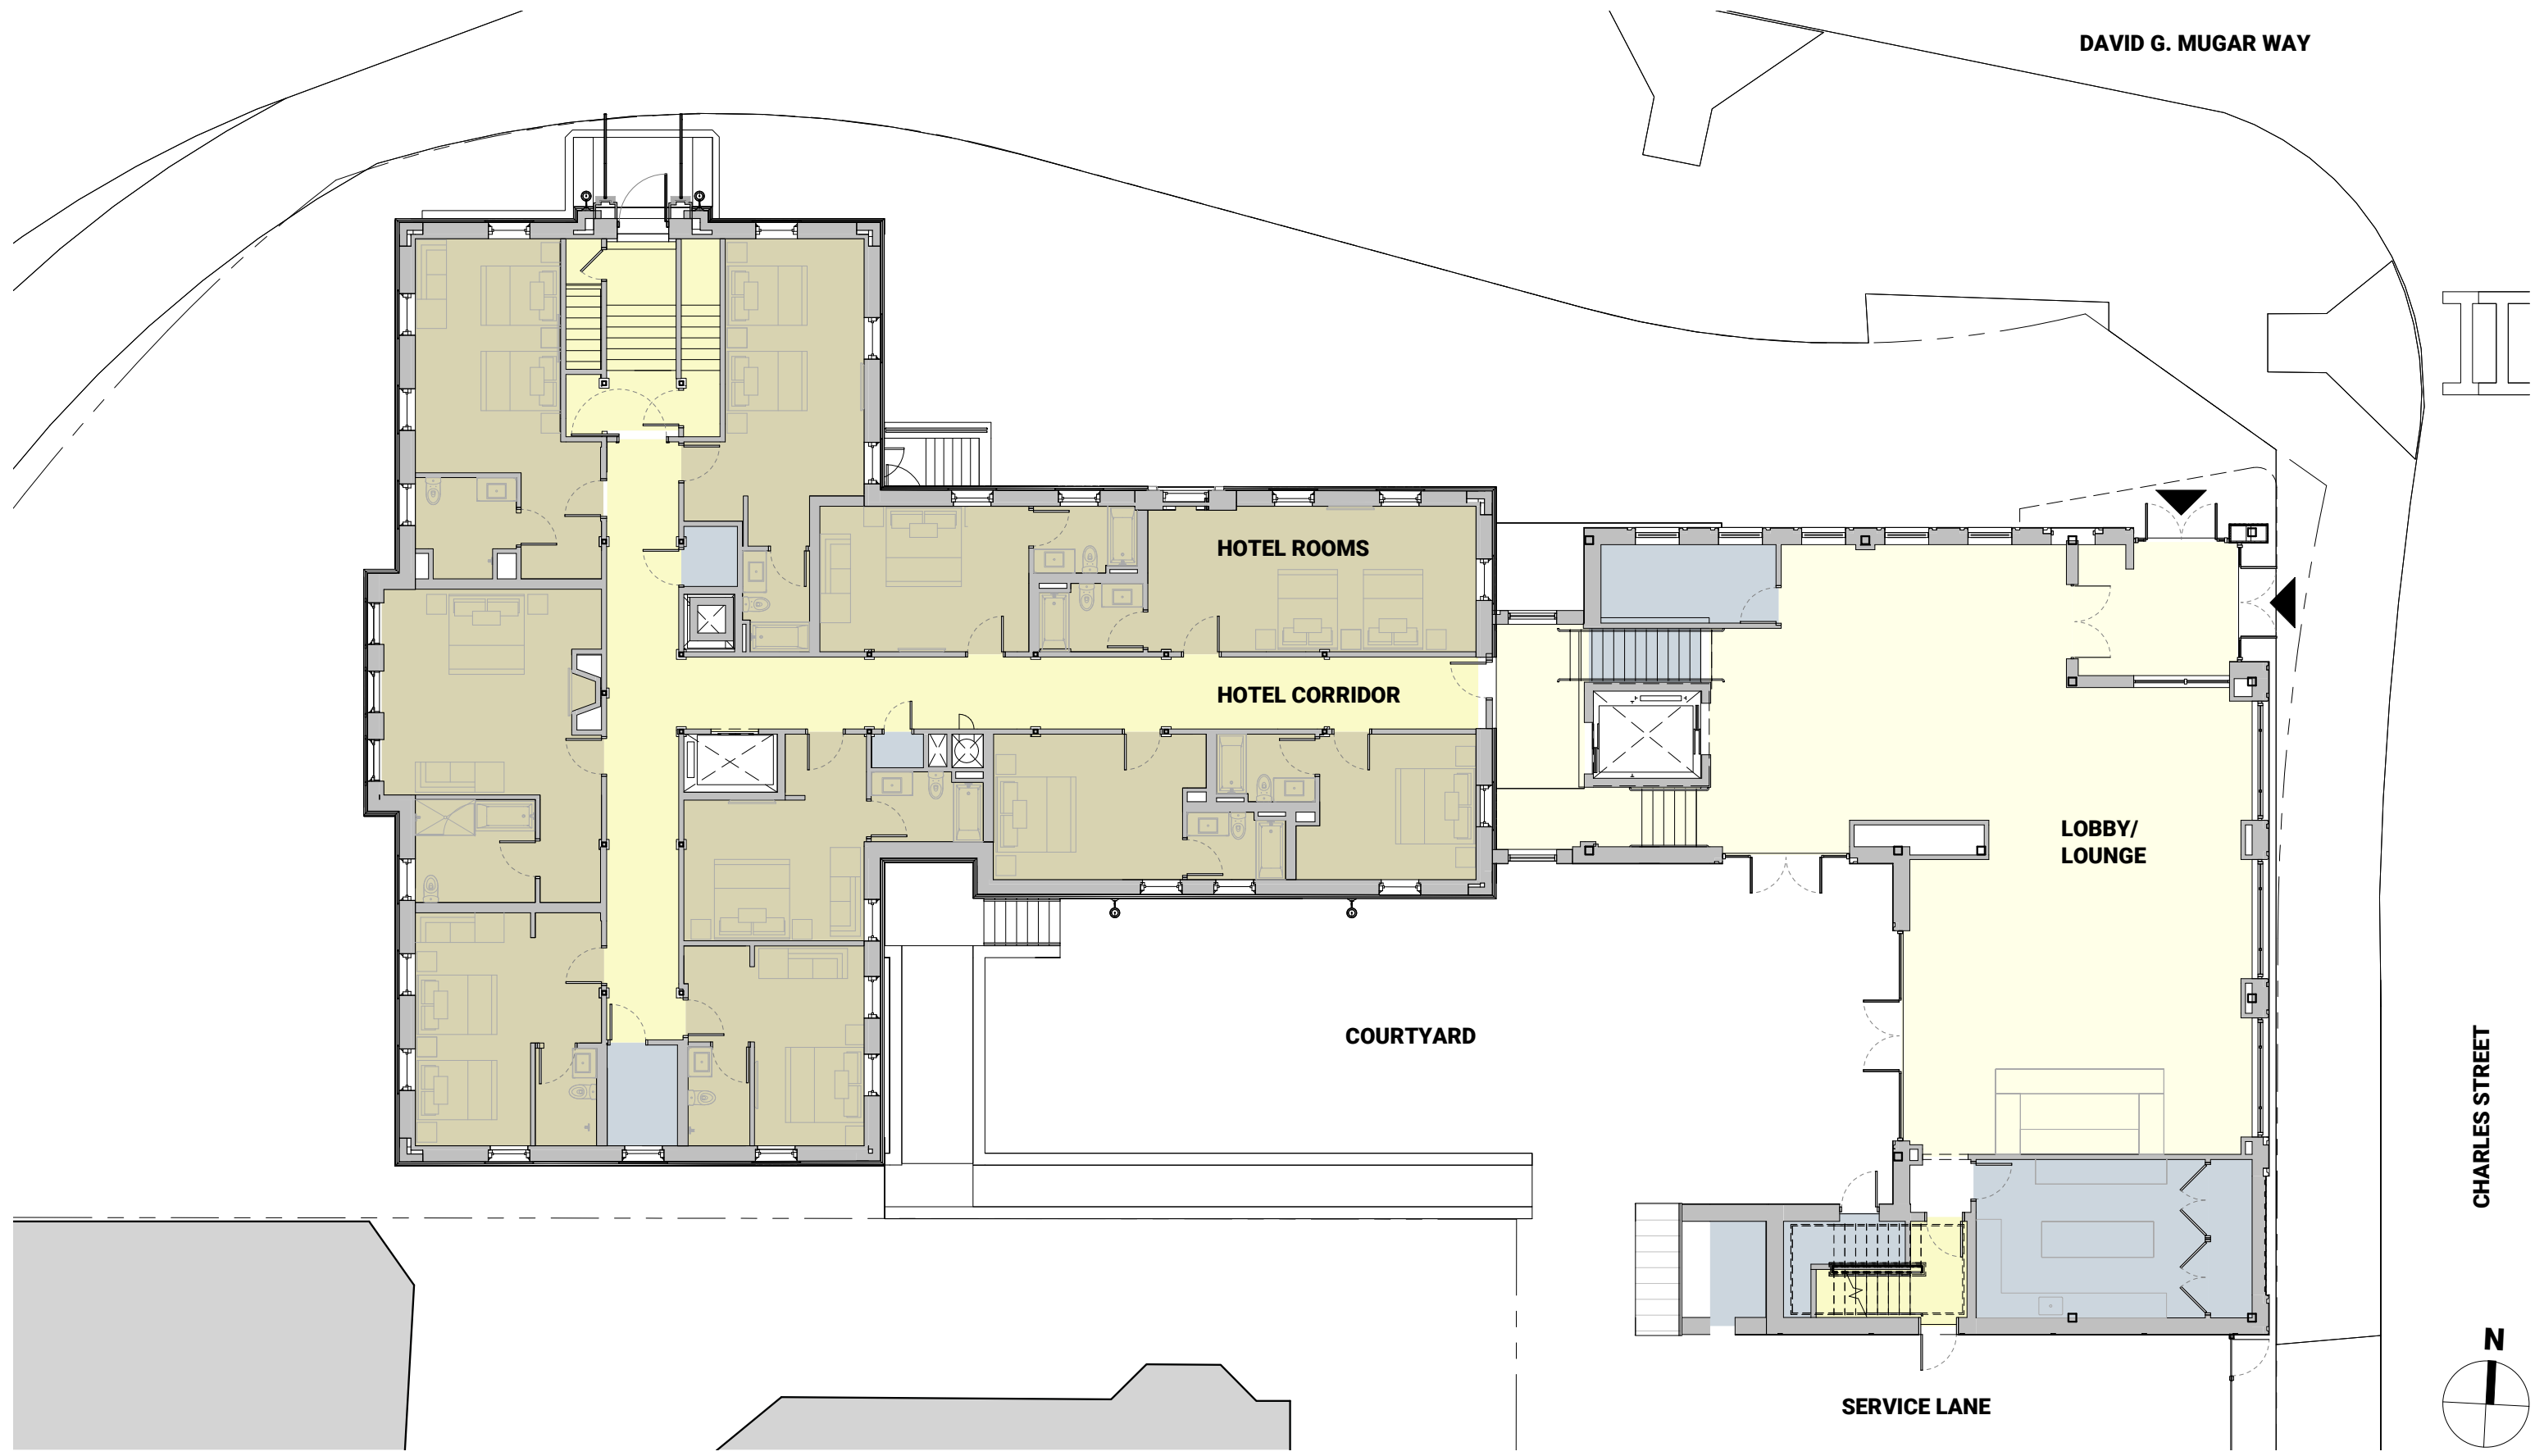 DAVID G. MUGAR WAY
HOTEL ROOMS
HOTEL CORRIDOR
LOBBY/
LOUNGE
COURTYARD
CHARLES STREET
SERVICE LANE
N